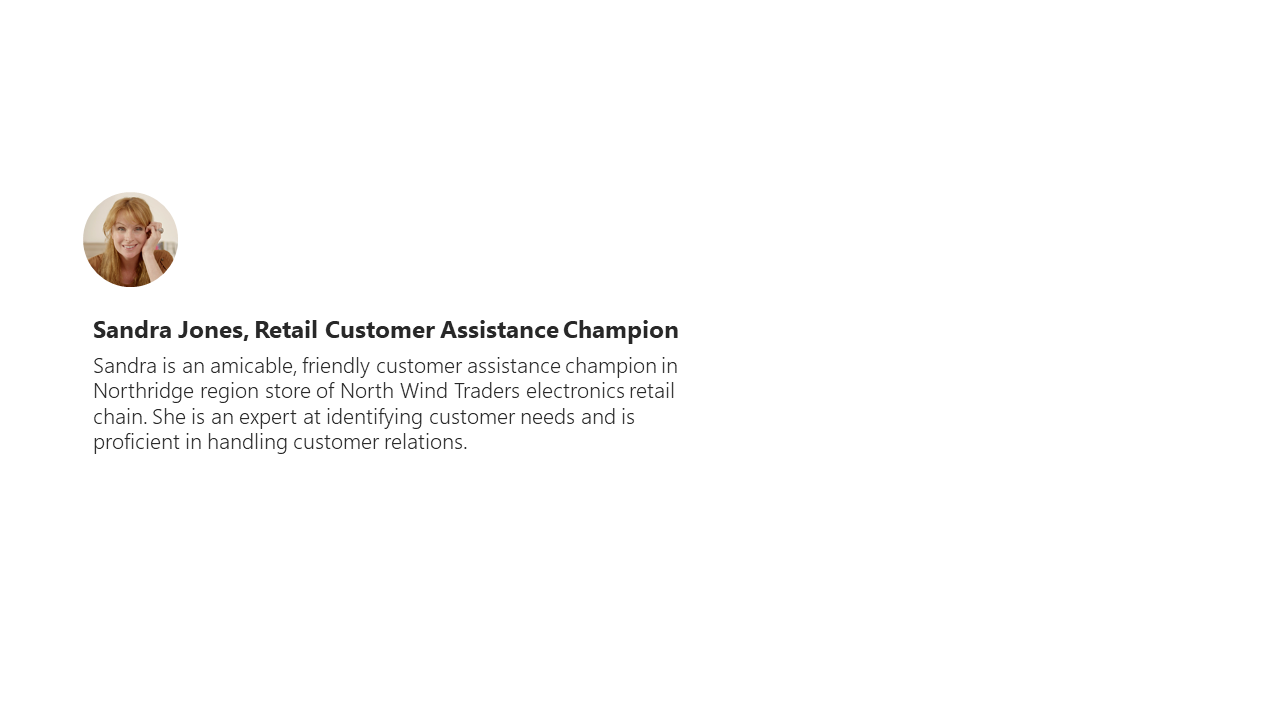 Sandra Jones, Retail Customer Assistance Champion
Sandra is an amicable, friendly customer assistance champion in
Northridge region store of North Wind Traders electronics retail
chain. She is an expert at identifying customer needs and is
proficient in handling customer relations.